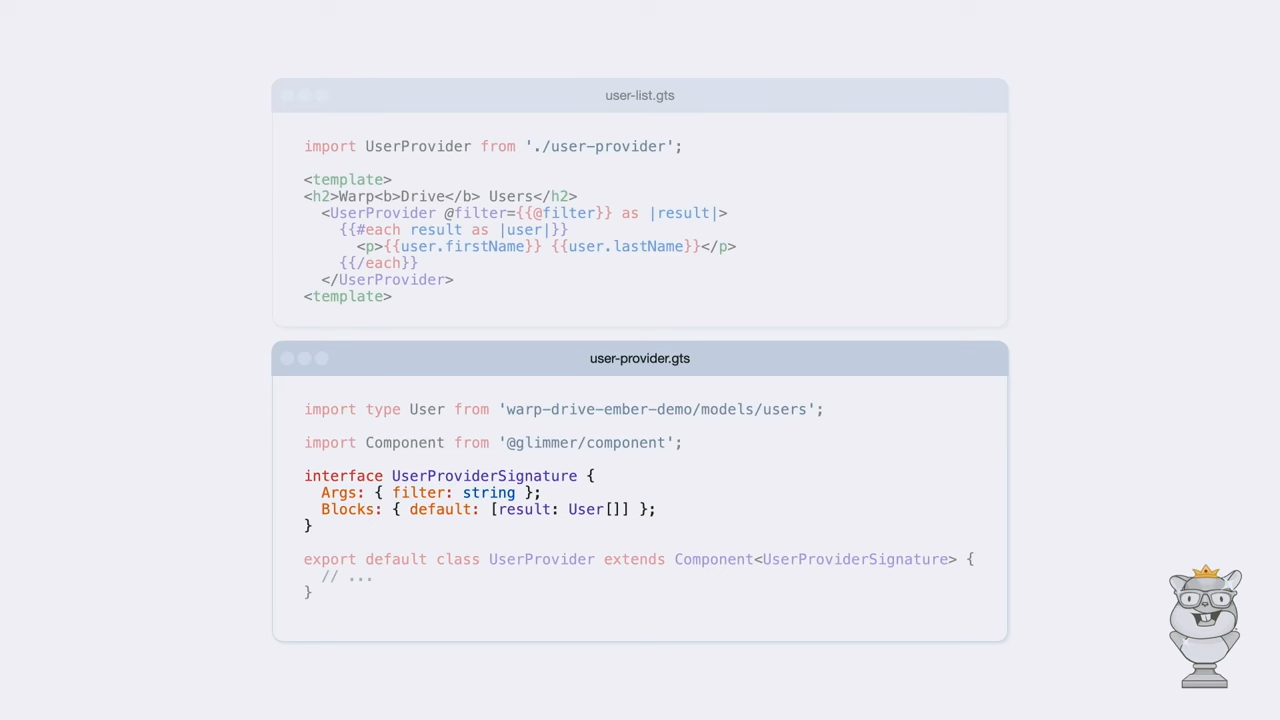 user-list.gts
import UserProvider from './user-provider';
<template>
<h2>Warp<b>Drive</b> Users</h2>
  <UserProvider @filter={{@filter}} as |result|>
    {{#each result as |user|}}
      <p>{{user.firstName}} {{user.lastName}}</p>
    {{/each}}
  </UserProvider>
<template>
user-provider.gts
import type User from 'warp-drive-ember-demo/models/users';
import Component from '@glimmer/component';
interface UserProviderSignature {
  Args: { filter: string };
  Blocks: { default: [result: User[]] };
}
export default class UserProvider extends Component<UserProviderSignature> {
  // ...
}